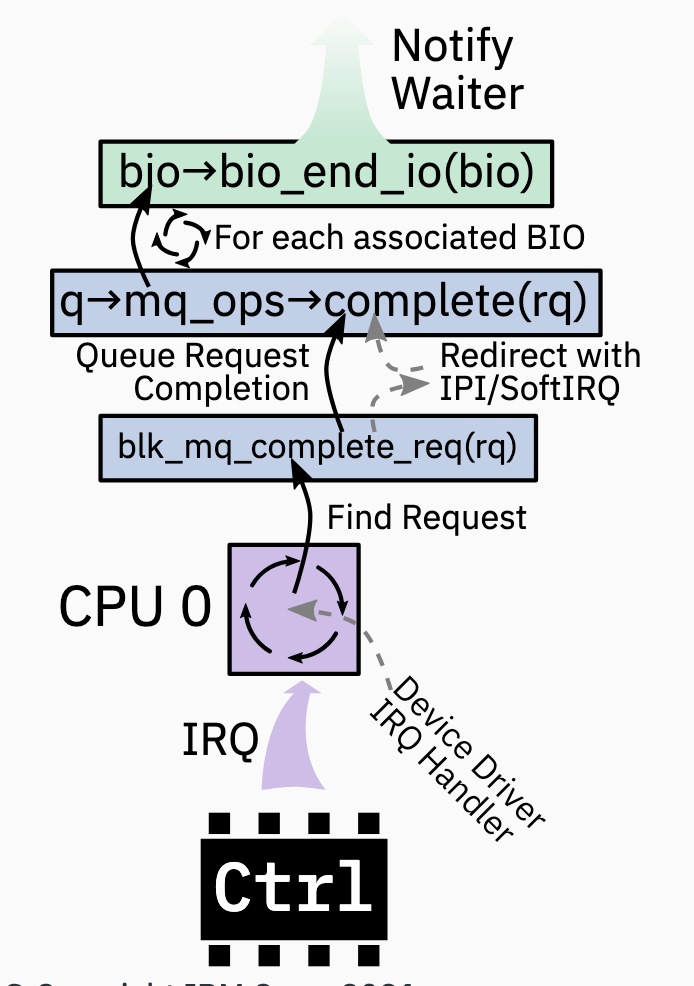 Notify
Waiter
bio→bio_end_io(bio)
For each associated BIO
q→mq_ops→complete(rq)
Queue Request
Completion
Redirect with
IPI/SoftIRQ
blk_mq_complete_req(rq)
Find Request
CPU 0
Device Driver
IRQ Handler
IRQ
Ctrl